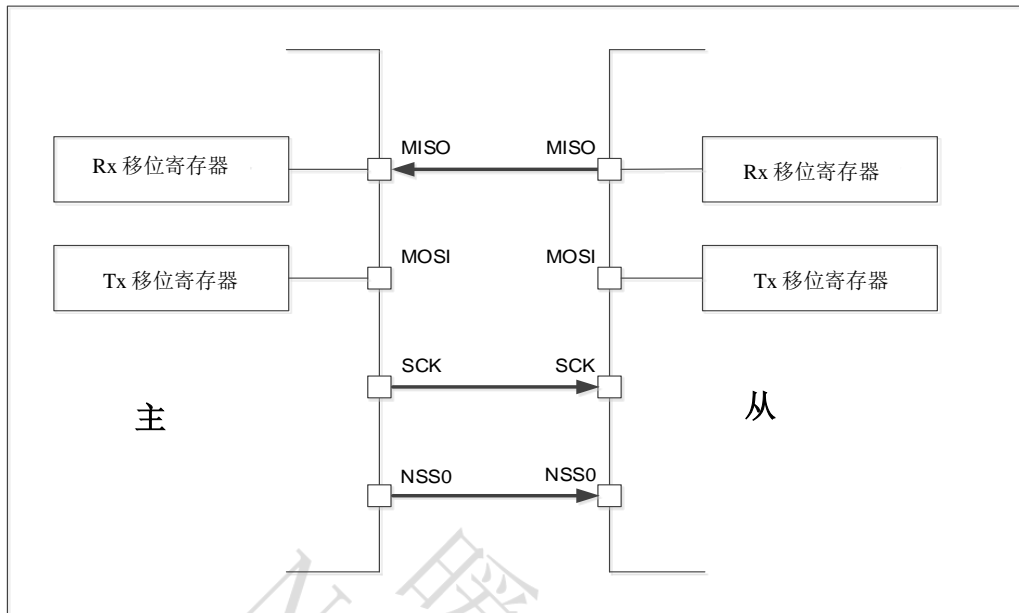 MISO MISO
Rx 移位寄存器 Rx 移位寄存器
MOSI MOSI
Tx 移位寄存器 Tx 移位寄存器
SCK SCK
主 从
NSS0 NSS0
N 暖